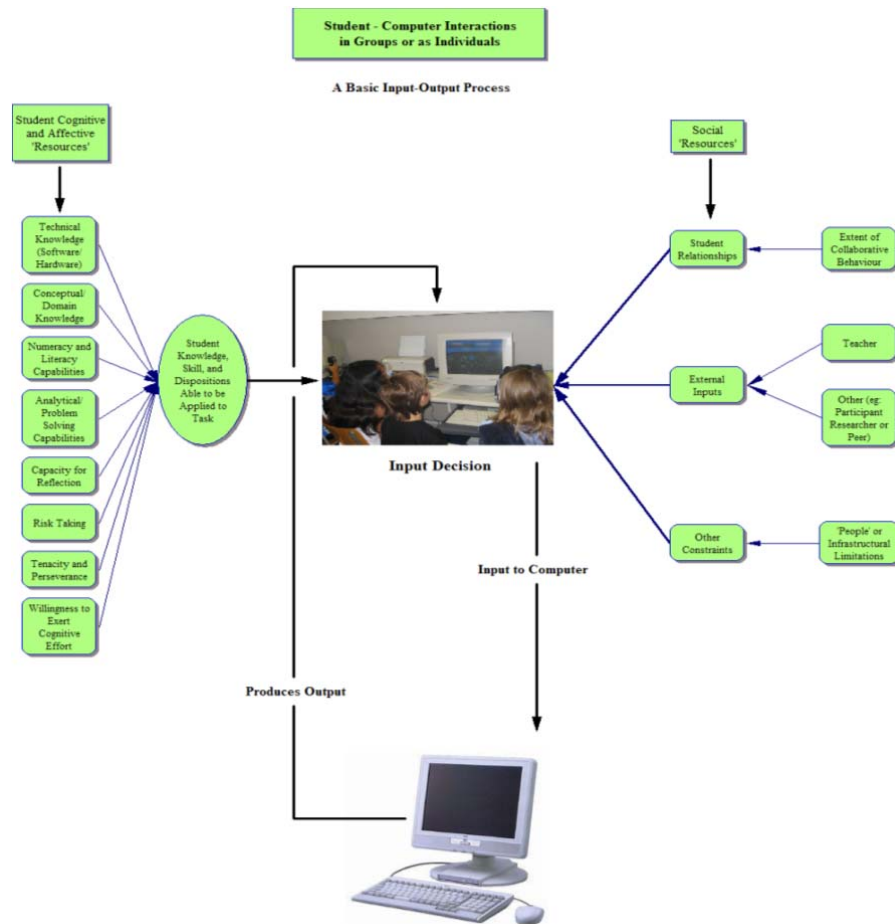 Student - Computer Interactions
in Groups or as Individuals
A Basic Input-Output Process
Student Cognitive
and Affective
'Resources'
Technical
Knowledge
(Software/
Hardware)
Conceptual/
Domain
Knowledge
Numeracy and
Literacy
Capabilities
Analytical/
Problem
Solving
Capabilities
Capacity for
Reflection
Risk Taking
Tenacity and
Perseverance
Willingness to
Exert
Cognitive
Effort
Student
Knowledge,
Skill, and
Dispositions
Able to be
Applied to
Task
Input Decision
Input to Computer
Produces Output
Social
'Resources'
Student
Relationships
Extent of
Collaborative
Behaviour
External
Inputs
Teacher
Other (eg:
Participant
Researcher or
Peer)
Other
Constraints
'People' or
Infrastructural
Limitations